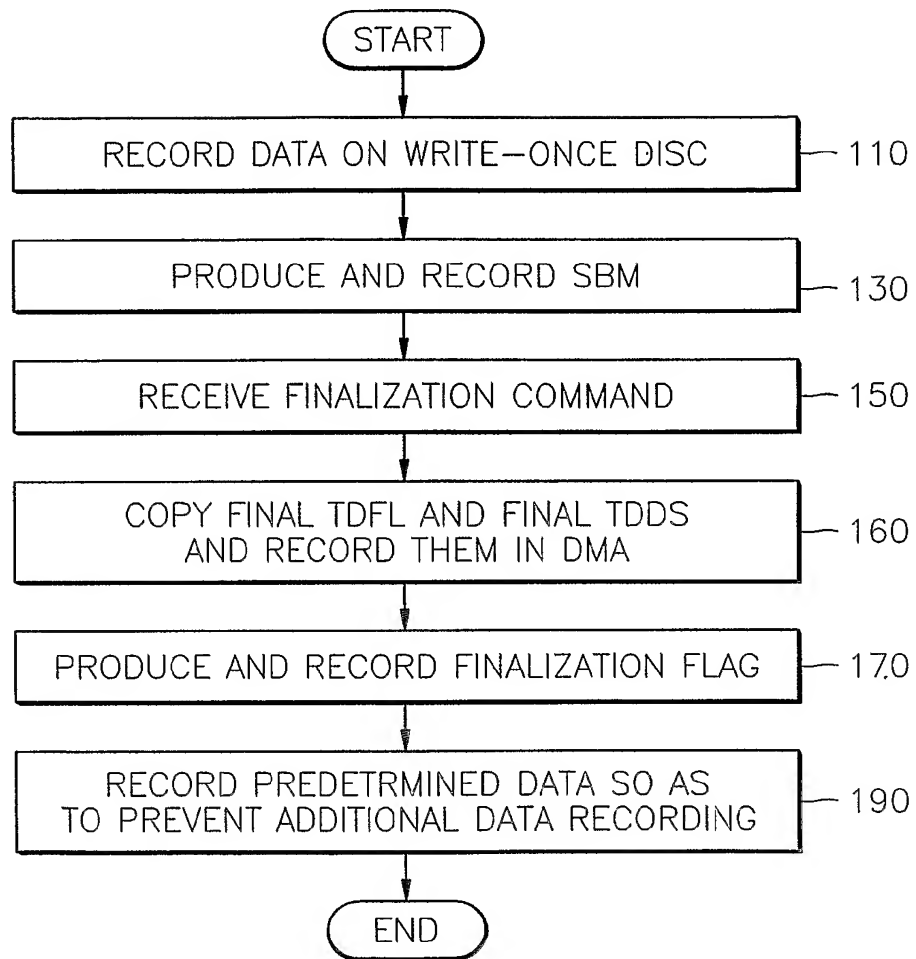 START
RECORD DATA ON WRITE-ONCE DISC
110
PRODUCE AND RECORD SBM
130
RECEIVE FINALIZATION COMMAND
150
COPY FINAL TDFL AND FINAL TDDS
AND RECORD THEM IN DMA
160
PRODUCE AND RECORD FINALIZATION FLAG
170
RECORD PREDETRMINED DATA SO AS
TO PREVENT ADDITIONAL DATA RECORDING
190
END